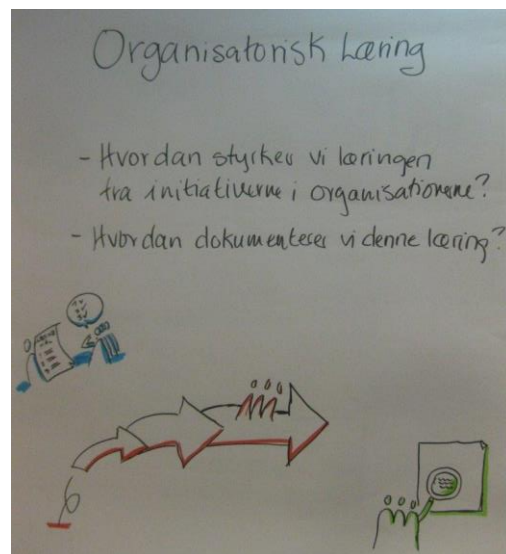 Organisatorisk Læring
- Hvordan styrker vi læringen
fra initiativerne i organisationerne?
- Hvordan dokumenterer vi denne læring?